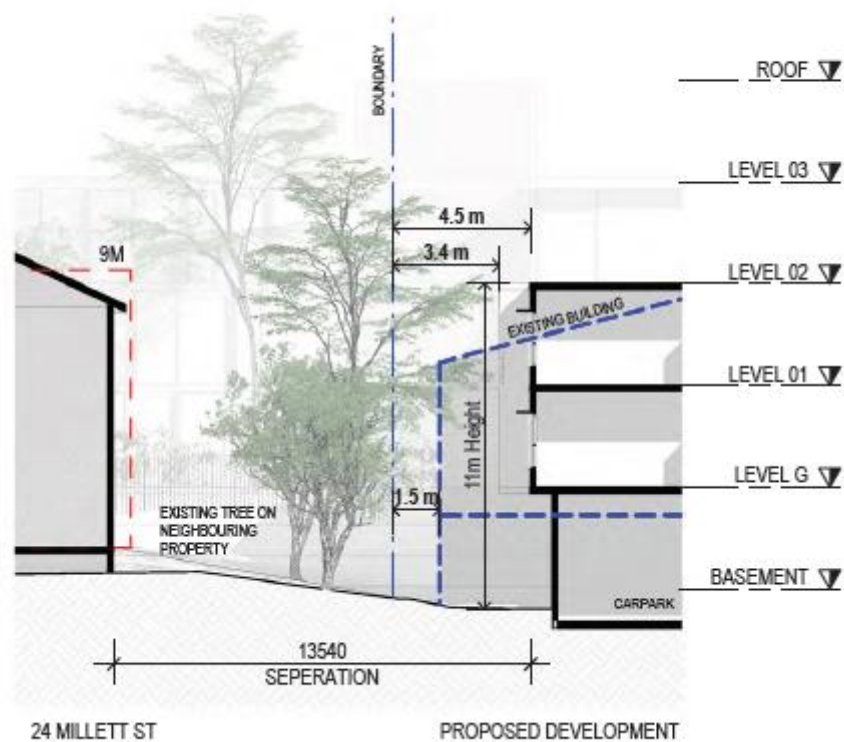 BOUNDARY
ROOF
LEVEL 03
4.5 m
3.4 m
9M
LEVEL 02
EXISTING BUILDING
LEVEL 01
11m Height
LEVEL G
1.5 m
EXISTING TREE ON
NEIGHBOURING
PROPERTY
BASEMENT
CARPARK
13540
SEPERATION
24 MILLETT ST
PROPOSED DEVELOPMENT